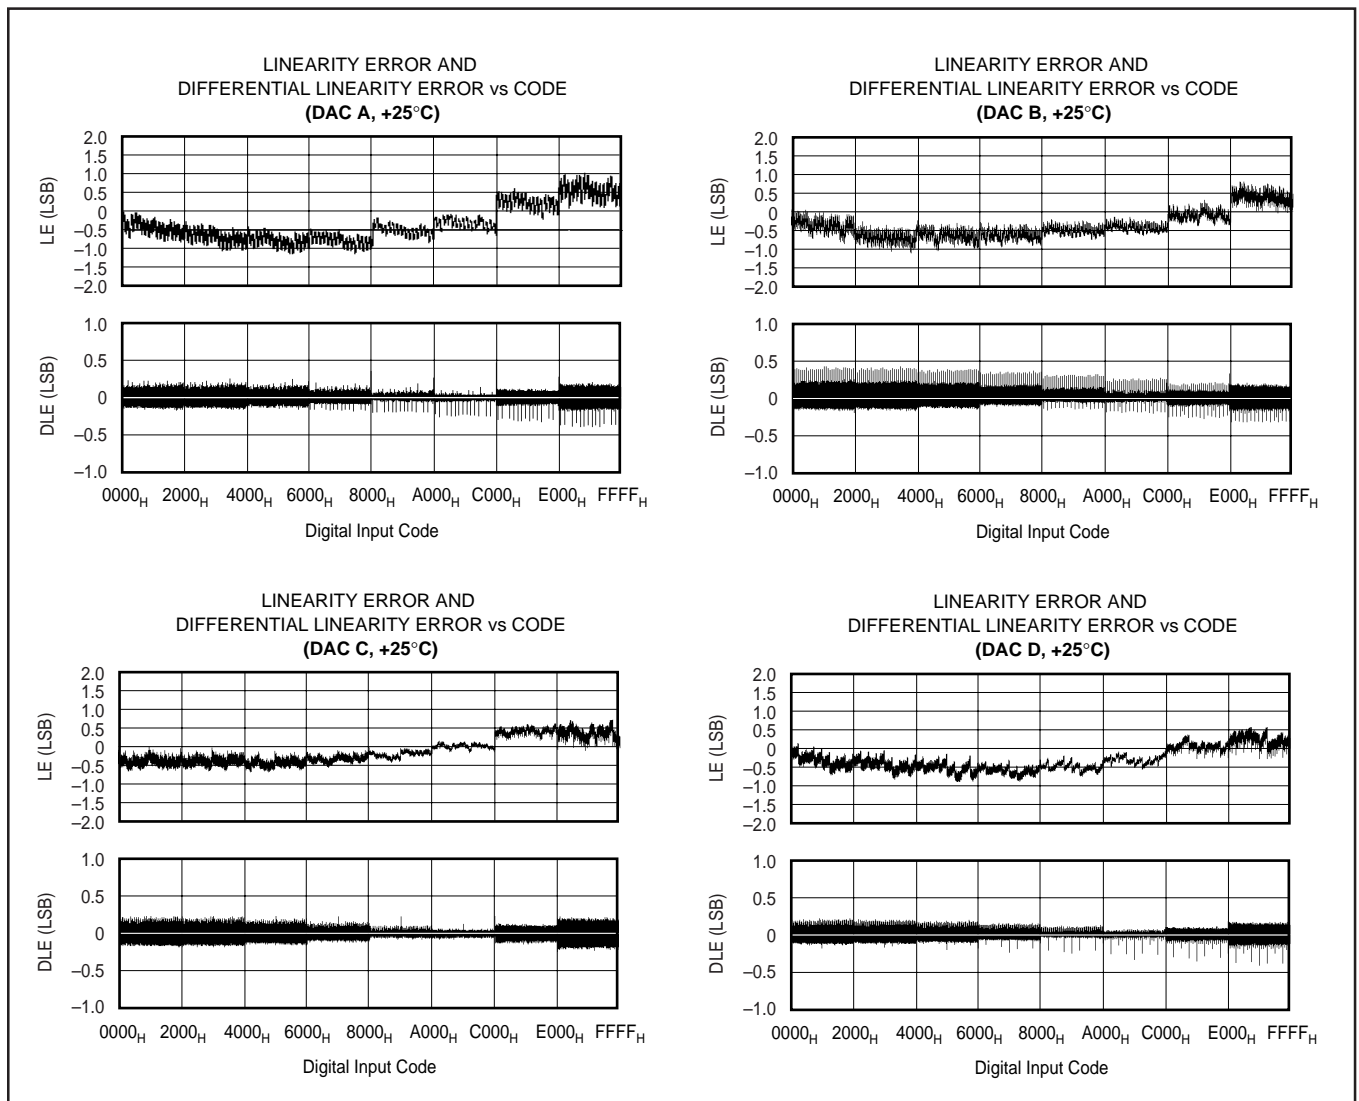 LINEARITY ERROR AND
DIFFERENTIAL LINEARITY ERROR vs CODE
(DAC A, +25°C)
2.0
1.5
1.0
0.5
0
–0.5
–1.0
–1.5
–2.0
LE (LSB)
1.0
0.5
0
–0.5
–1.0
DLE (LSB)
0000H 2000H 4000H 6000H 8000H A000H C000H E000H FFFFH
Digital Input Code
LINEARITY ERROR AND
DIFFERENTIAL LINEARITY ERROR vs CODE
(DAC B, +25°C)
2.0
1.5
1.0
0.5
0
–0.5
–1.0
–1.5
–2.0
LE (LSB)
1.0
0.5
0
–0.5
–1.0
DLE (LSB)
0000H 2000H 4000H 6000H 8000H A000H C000H E000H FFFFH
Digital Input Code
LINEARITY ERROR AND
DIFFERENTIAL LINEARITY ERROR vs CODE
(DAC C, +25°C)
2.0
1.5
1.0
0.5
0
–0.5
–1.0
–1.5
–2.0
LE (LSB)
1.0
0.5
0
–0.5
–1.0
DLE (LSB)
0000H 2000H 4000H 6000H 8000H A000H C000H E000H FFFFH
Digital Input Code
LINEARITY ERROR AND
DIFFERENTIAL LINEARITY ERROR vs CODE
(DAC D, +25°C)
2.0
1.5
1.0
0.5
0
–0.5
–1.0
–1.5
–2.0
LE (LSB)
1.0
0.5
0
–0.5
–1.0
DLE (LSB)
0000H 2000H 4000H 6000H 8000H A000H C000H E000H FFFFH
Digital Input Code